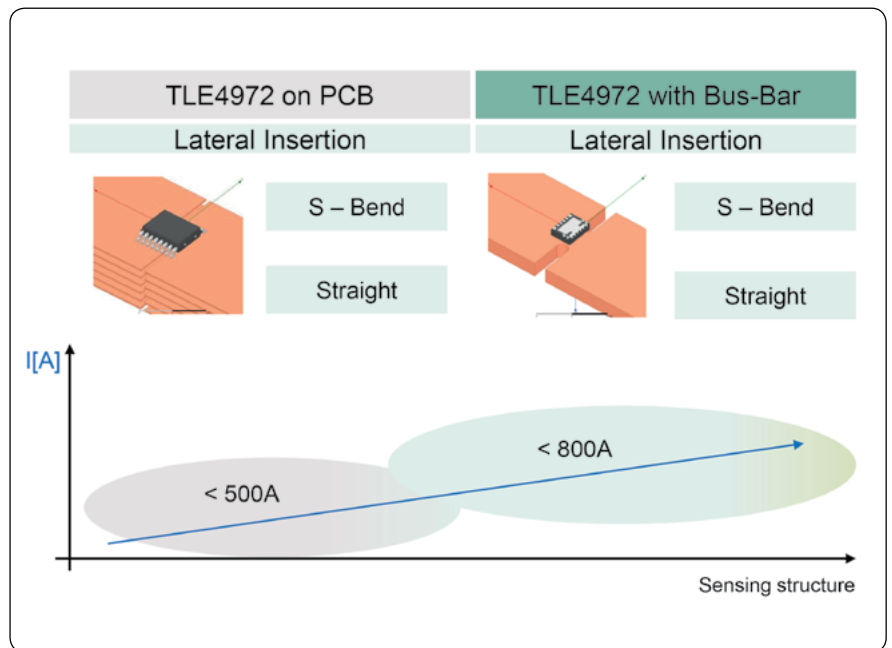 TLE4972 on PCB
TLE4972 with Bus-Bar
Lateral Insertion
Lateral Insertion
S – Bend
S – Bend
Straight
Straight
I[A]
< 800A
< 500A
Sensing structure